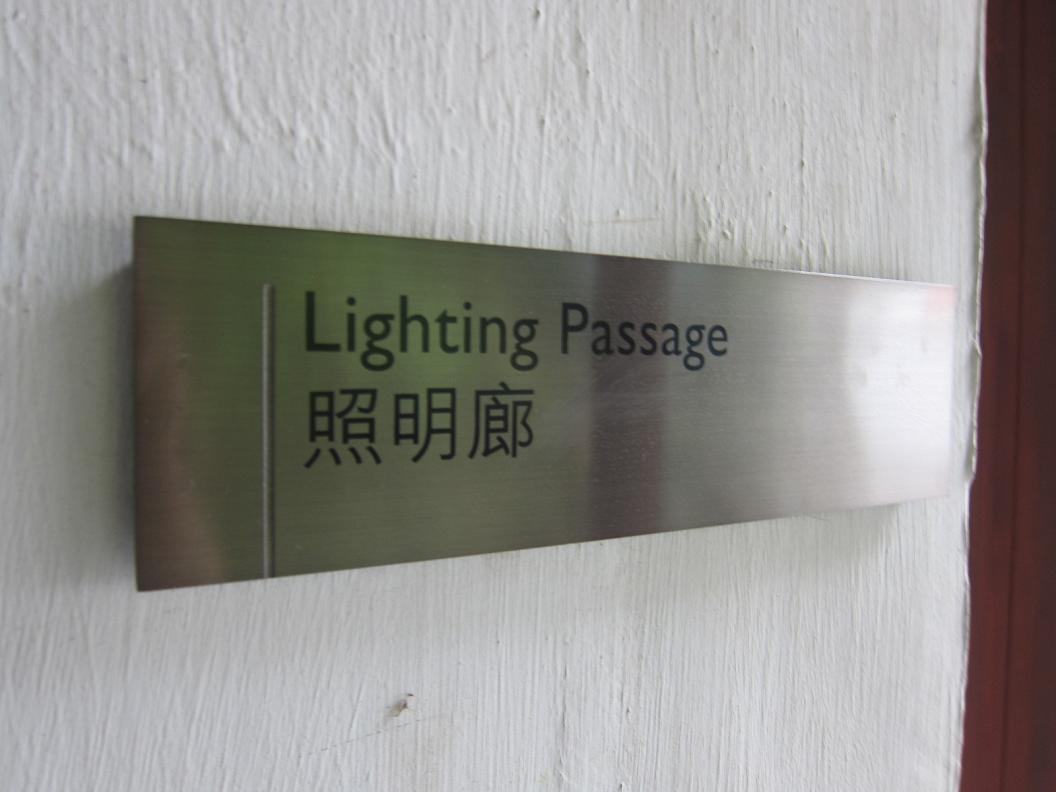 Lighting Passage
照明廊